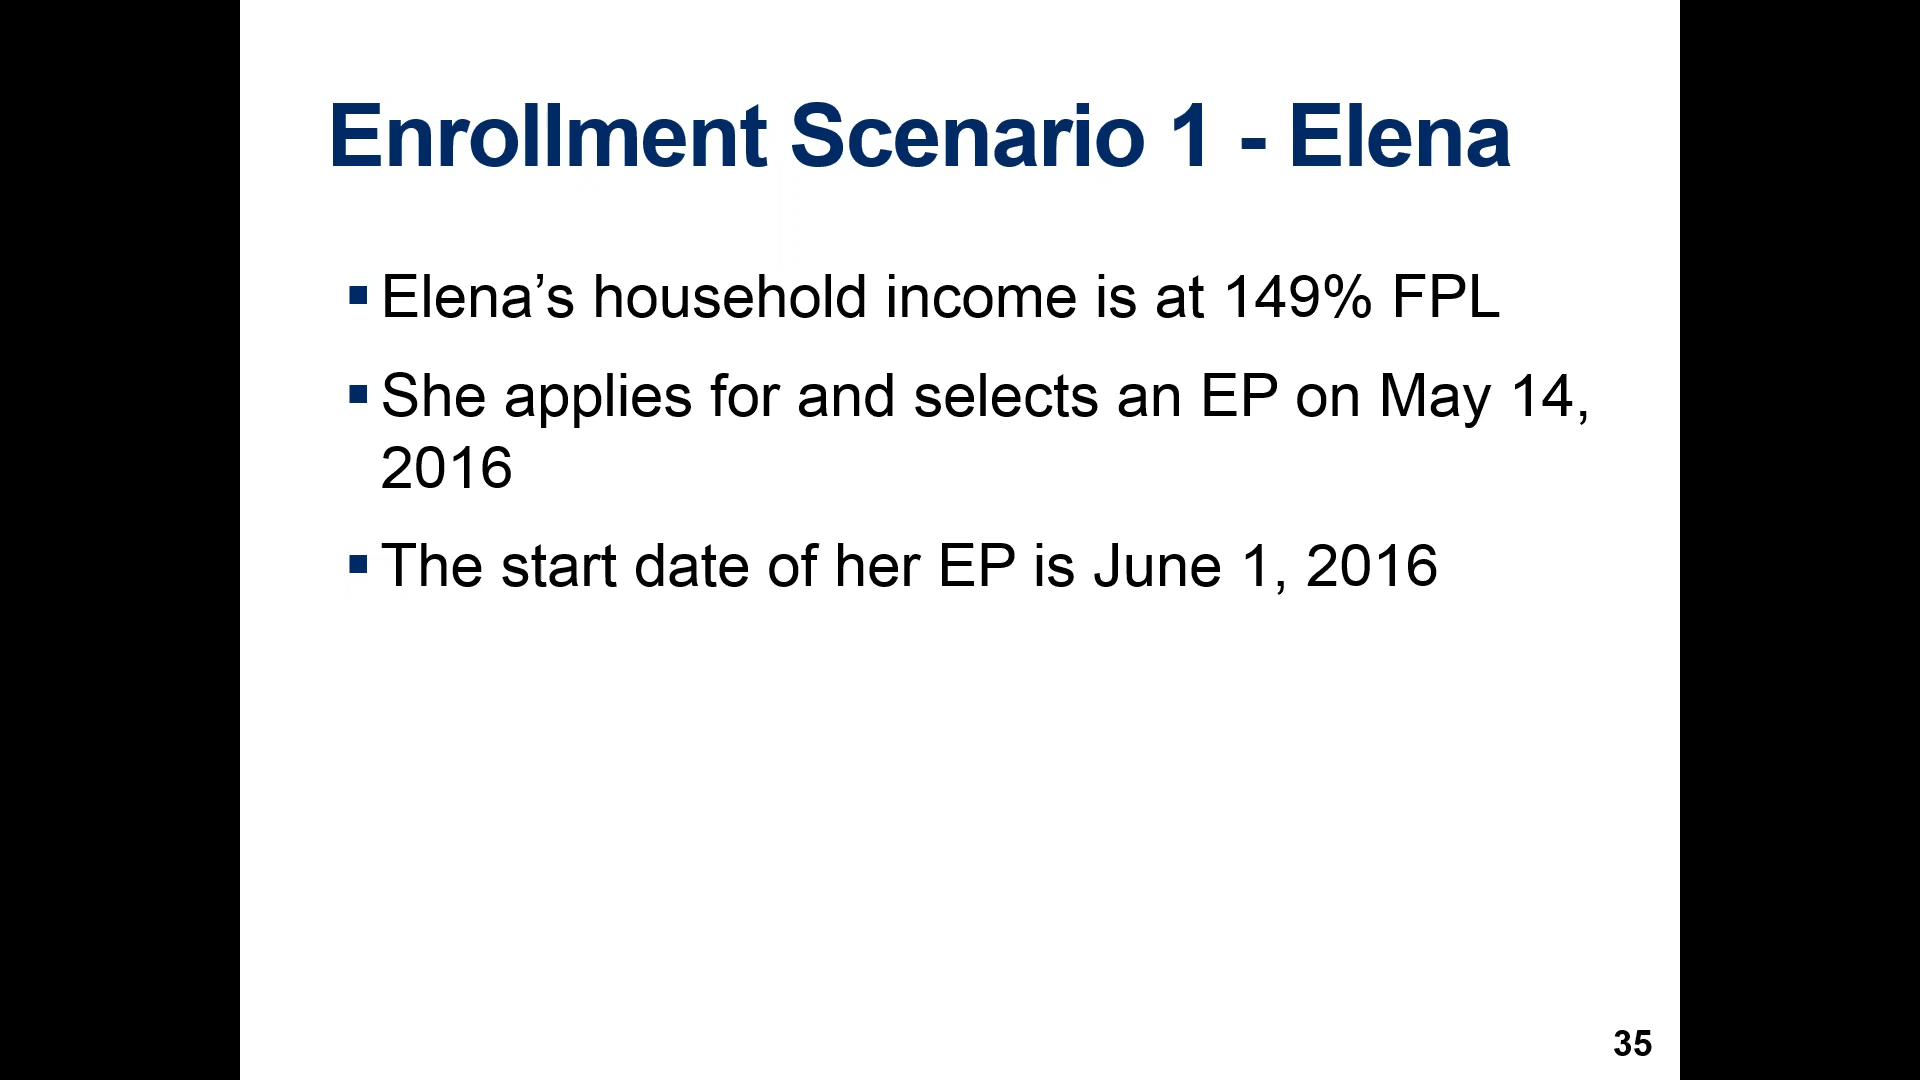 Enrollment Scenario 1 - Elena
▪ Elena’s household income is at 149% FPL
▪ She applies for and selects an EP on May 14,
2016
▪ The start date of her EP is June 1, 2016
35